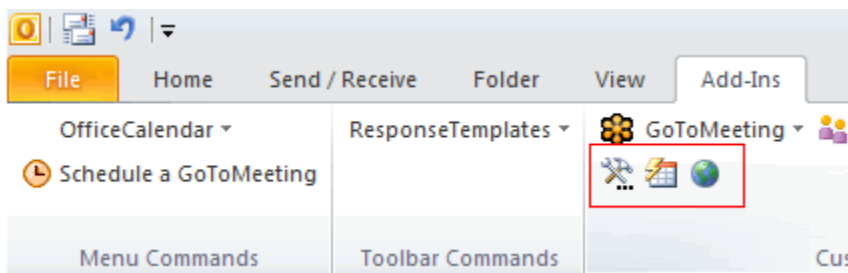 File Home Send / Receive Folder View Add-Ins
OfficeCalendar ResponseTemplates GoToMeeting
Schedule a GoToMeeting
Menu Commands Toolbar Commands